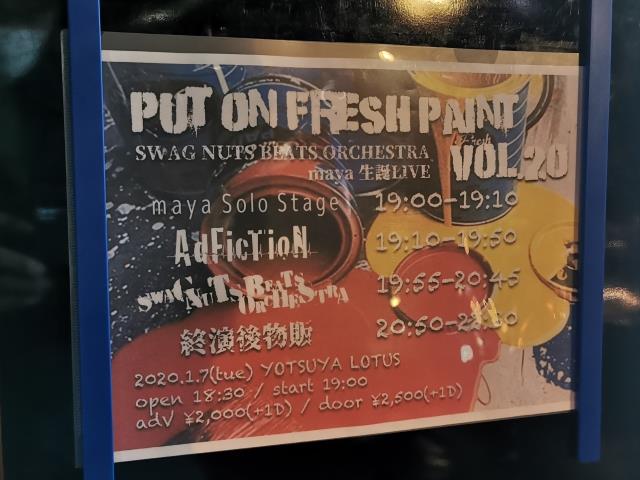 PUT ON FRESH PAINT
SWAG NUTS BEATS ORCHESTRA
maya 生誕LIVE
VOL.20
maya Solo Stage 19:00-19:10
AdFicTioN 19:10-19:50
SWAG NUTS BEATS ORCHESTRA 19:55-20:45
終演後物販 20:50-
2020.1.7(tue) YOTSUYA LOTUS
open 18:30 / start 19:00
adv ¥2,000(+1D) / door ¥2,500(+1D)